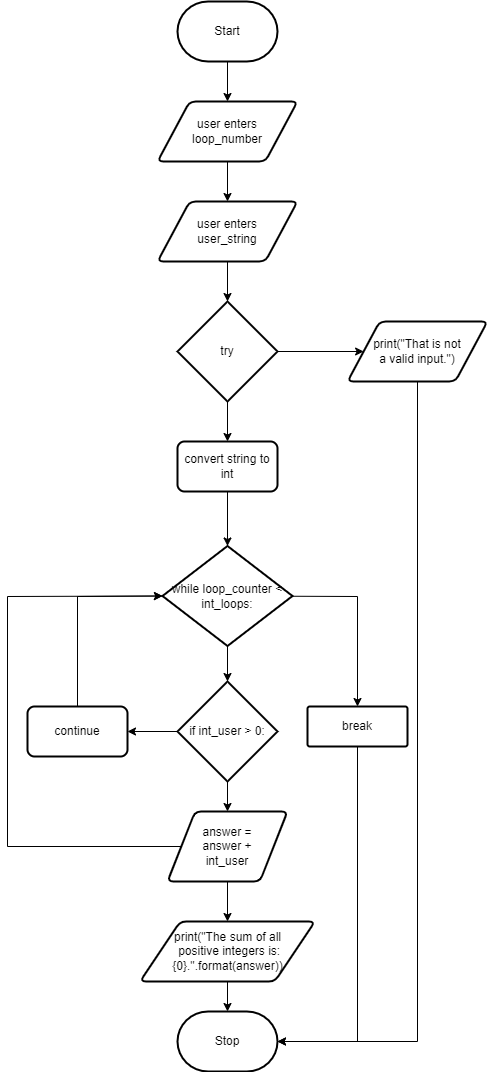 Start
user enters
loop_number
user enters
user_string
try
print("That is not
a valid input.")
convert string to
int
while loop_counter <
int_loops:
if int_user > 0:
continue
break
answer =
answer +
int_user
print("The sum of all
positive integers is:
{0}.".format(answer))
Stop